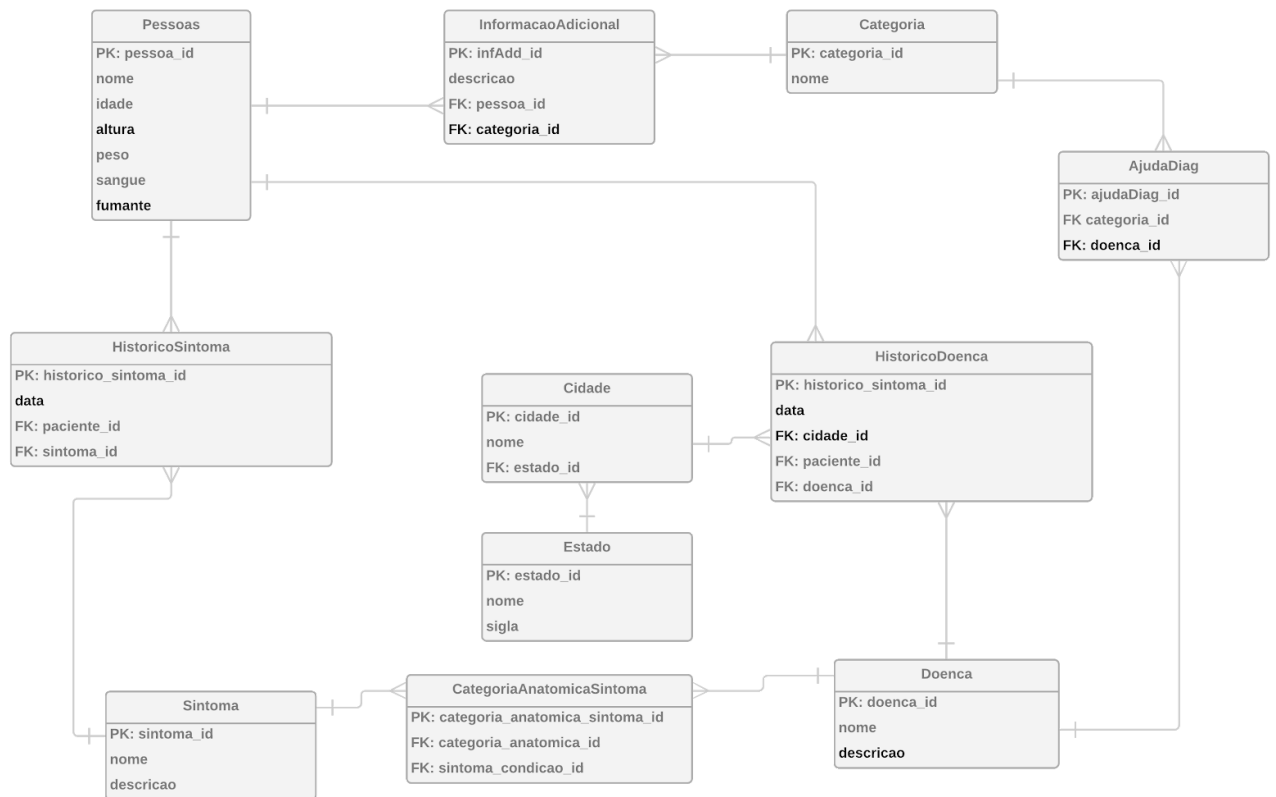 Pessoas
PK: pessoa_id
nome
idade
altura
peso
sangue
fumante
InformacaoAdicional
PK: infAdd_id
descricao
FK: pessoa_id
FK: categoria_id
Categoria
PK: categoria_id
nome
AjudaDiag
PK: ajudaDiag_id
FK categoria_id
FK: doenca_id
HistoricoSintoma
PK: historico_sintoma_id
data
FK: paciente_id
FK: sintoma_id
Cidade
PK: cidade_id
nome
FK: estado_id
HistoricoDoenca
PK: historico_sintoma_id
data
FK: cidade_id
FK: paciente_id
FK: doenca_id
Estado
PK: estado_id
nome
sigla
Sintoma
PK: sintoma_id
nome
descricao
CategoriaAnatomicaSintoma
PK: categoria_anatomica_sintoma_id
FK: categoria_anatomica_id
FK: sintoma_condicao_id
Doenca
PK: doenca_id
nome
descricao